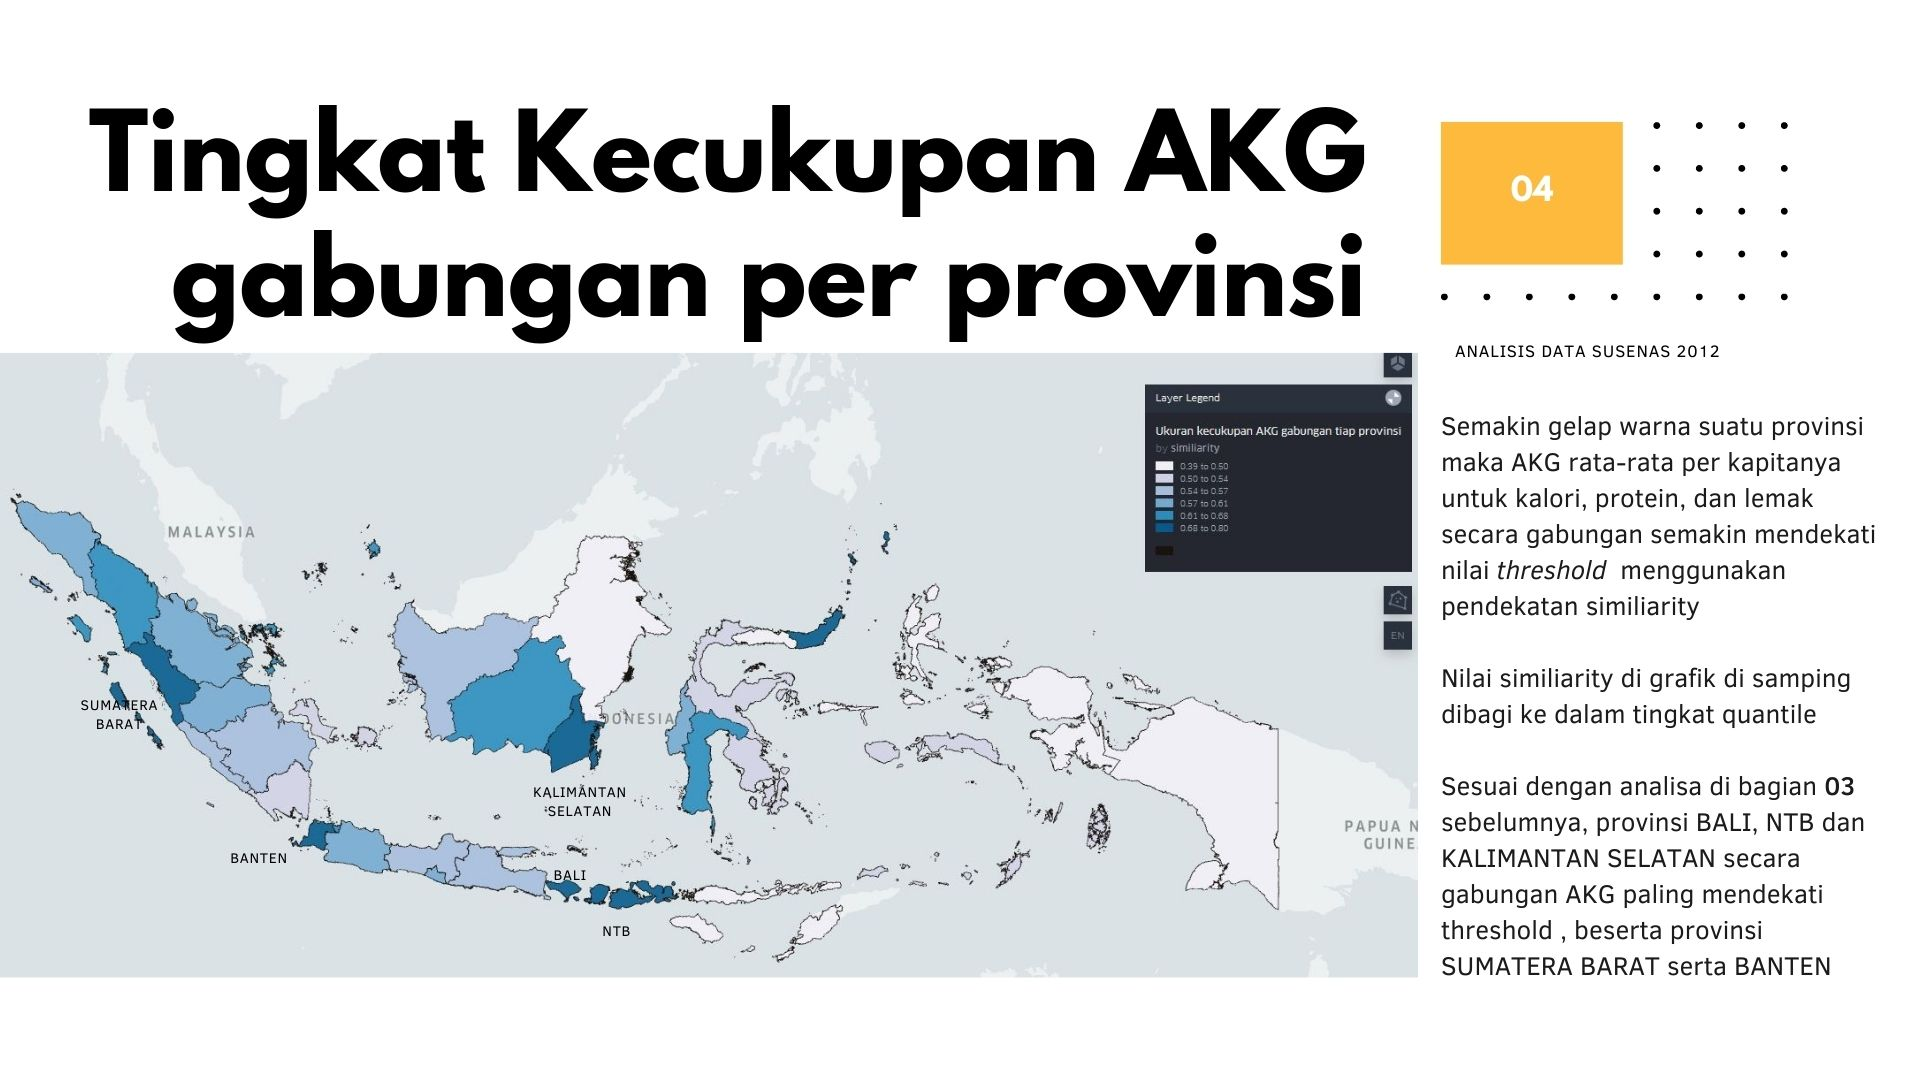 Tingkat Kecukupan AKG
gabungan per provinsi
04
ANALISIS DATA SUSENAS 2012
Semakin gelap warna suatu provinsi
maka AKG rata-rata per kapitanya
untuk kalori, protein, dan lemak
secara gabungan semakin mendekati
nilai threshold menggunakan
pendekatan similiarity
Nilai similiarity di grafik di samping
dibagi ke dalam tingkat quantile
Sesuai dengan analisa di bagian 03
sebelumnya, provinsi BALI, NTB dan
KALIMANTAN SELATAN secara
gabungan AKG paling mendekati
threshold , beserta provinsi
SUMATERA BARAT serta BANTEN
Layer Legend
Ukuran kecukupan AKG gabungan tiap provinsi
by similiarity
0.39 to 0.50
0.50 to 0.54
0.54 to 0.57
0.57 to 0.61
0.61 to 0.68
0.68 to 0.80
EN
MALAYSIA
SUMATERA
BARAT
DONESIA
KALIMANTAN
SELATAN
PAPUA N
GUINE
BANTEN
BALI
NTB